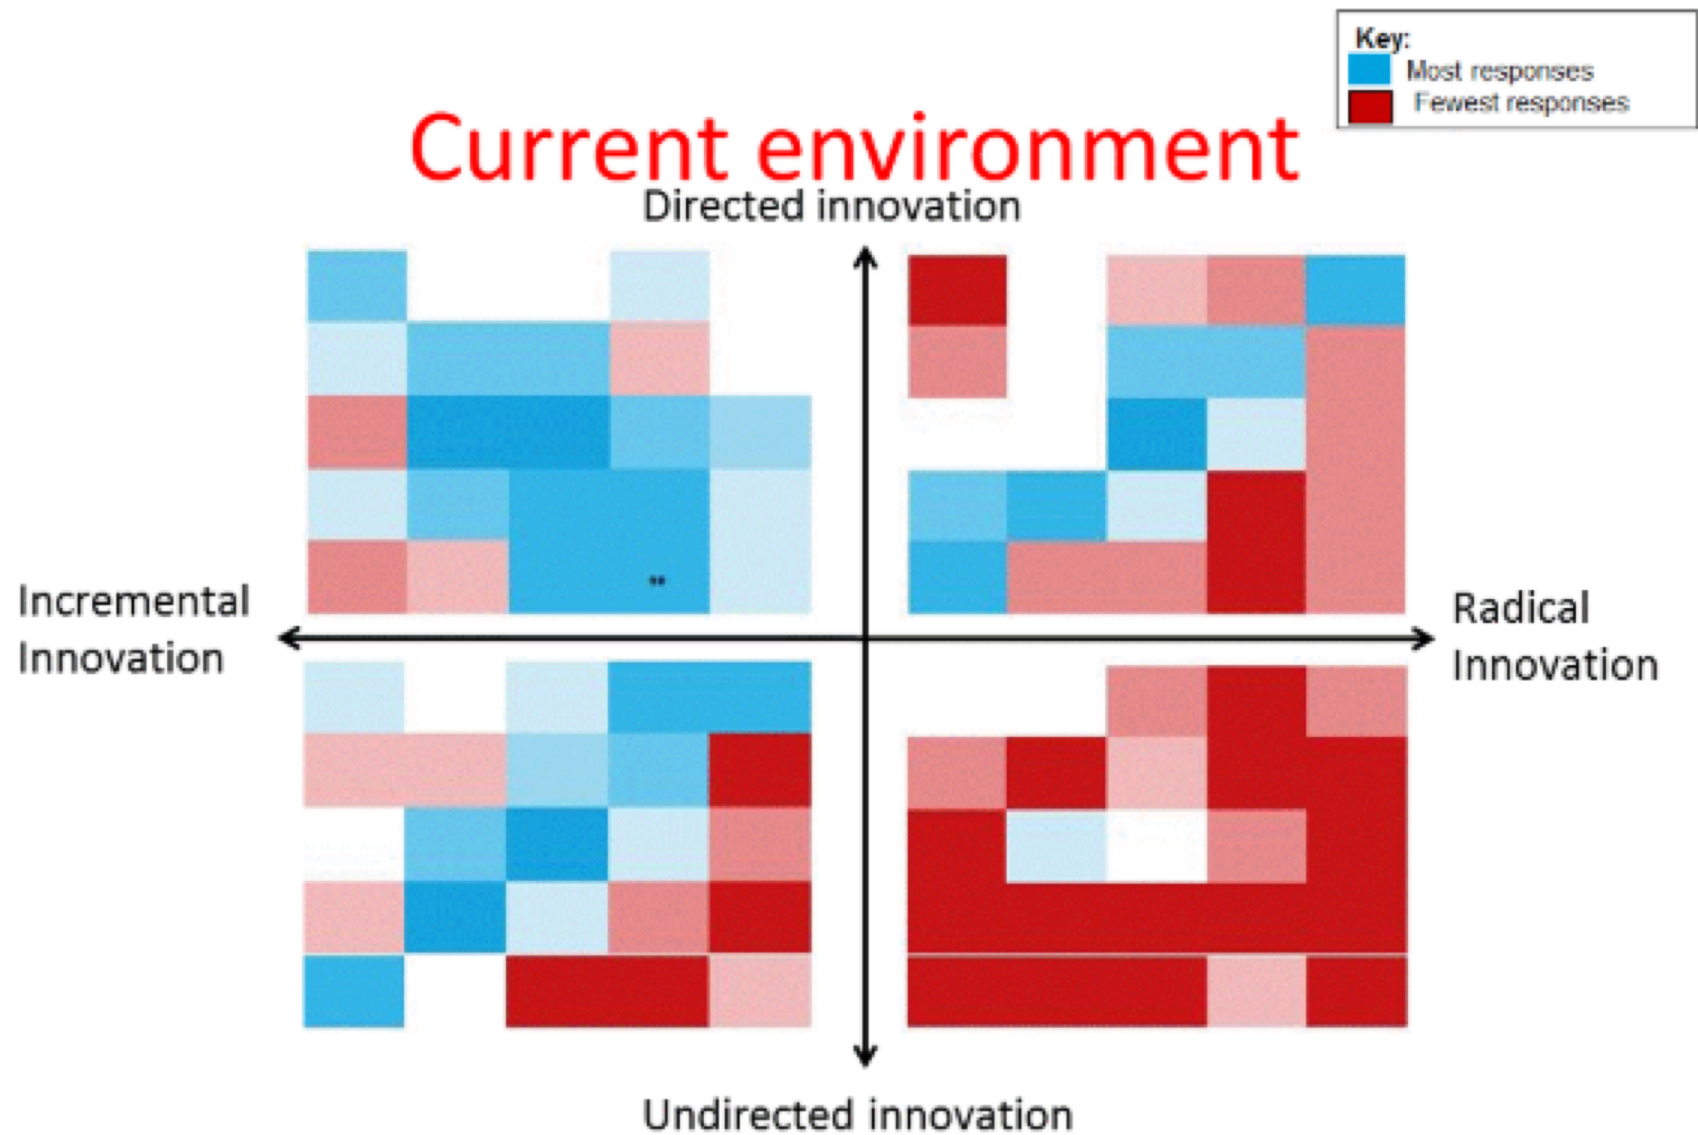 Key:
Most responses
Fewest responses
Current environment
Directed innovation
Incremental
Innovation
Radical
Innovation
Undirected innovation